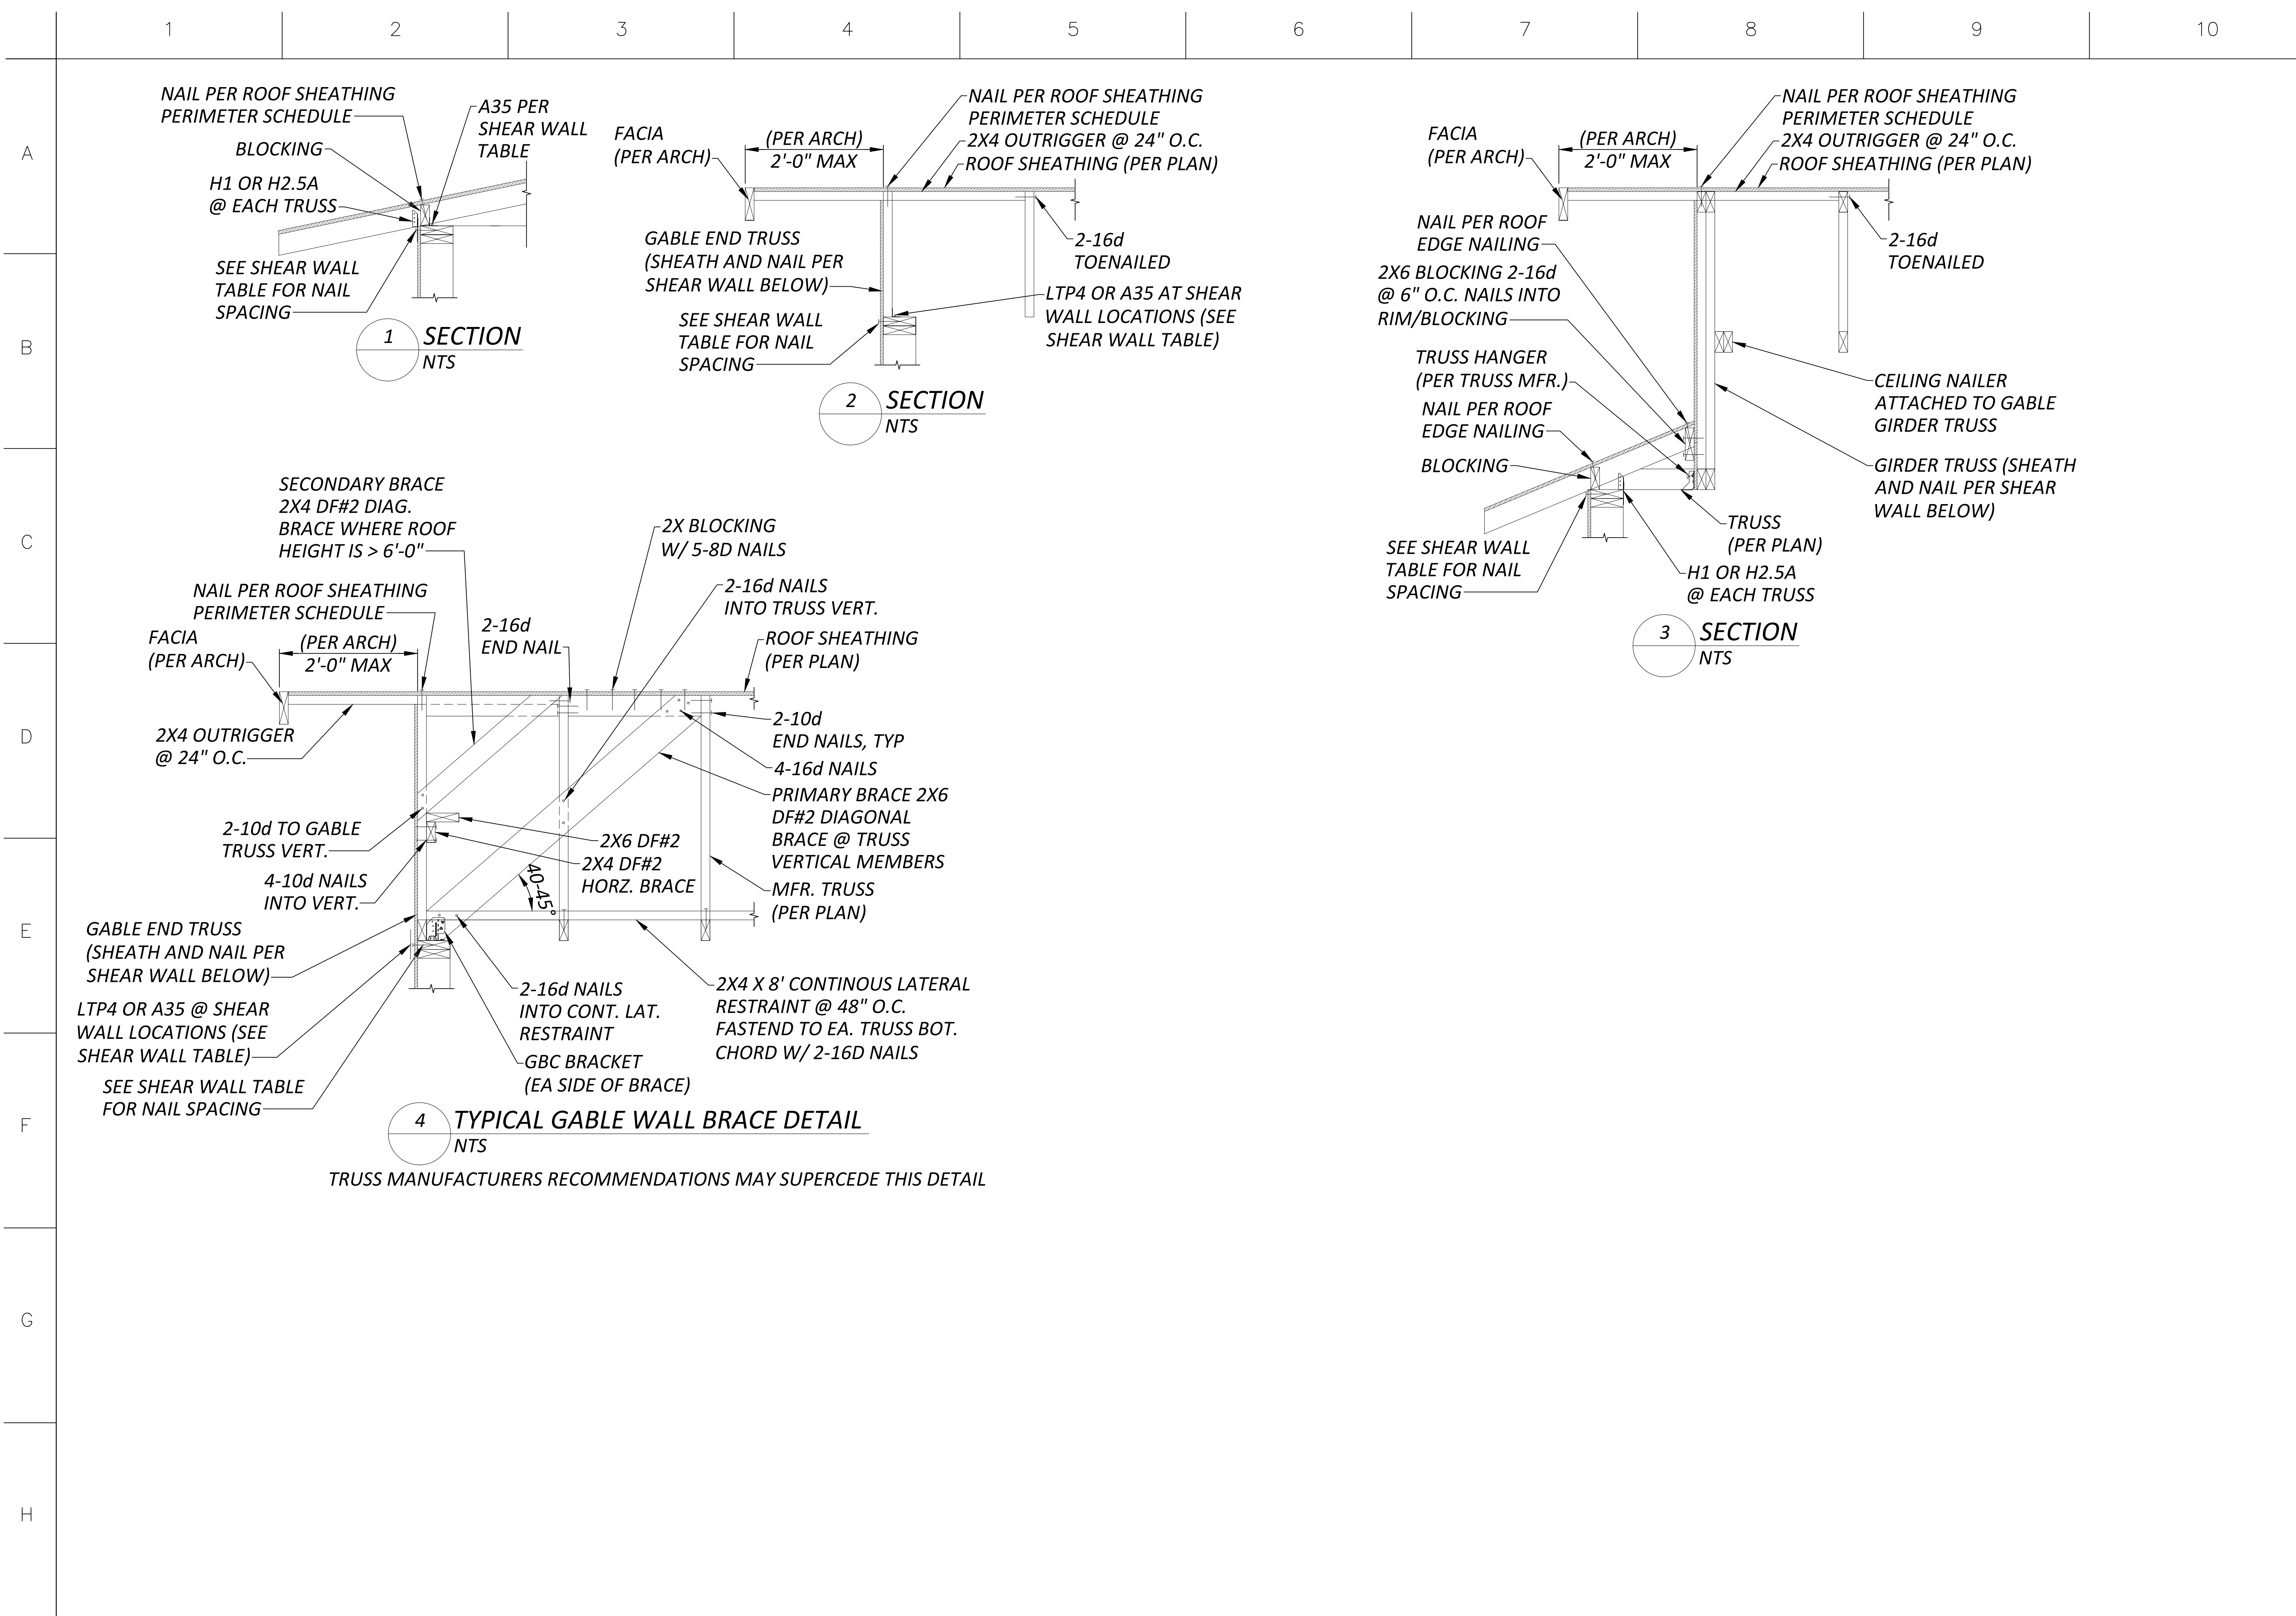 1 2 3 4 5 6 7 8 9 10
A
B
C
D
E
F
G
H
NAIL PER ROOF SHEATHING
PERIMETER SCHEDULE
A35 PER
SHEAR WALL
TABLE
BLOCKING
H1 OR H2.5A
@ EACH TRUSS
SEE SHEAR WALL
TABLE FOR NAIL
SPACING
1 SECTION
NTS
FACIA
(PER ARCH)
(PER ARCH)
2'-0" MAX
NAIL PER ROOF SHEATHING
PERIMETER SCHEDULE
2X4 OUTRIGGER @ 24" O.C.
ROOF SHEATHING (PER PLAN)
GABLE END TRUSS
(SHEATH AND NAIL PER
SHEAR WALL BELOW)
2-16d
TOENAILED
LTP4 OR A35 AT SHEAR
WALL LOCATIONS (SEE
SHEAR WALL TABLE)
SEE SHEAR WALL
TABLE FOR NAIL
SPACING
2 SECTION
NTS
FACIA
(PER ARCH)
(PER ARCH)
2'-0" MAX
NAIL PER ROOF SHEATHING
PERIMETER SCHEDULE
2X4 OUTRIGGER @ 24" O.C.
ROOF SHEATHING (PER PLAN)
NAIL PER ROOF
EDGE NAILING
2-16d
TOENAILED
2X6 BLOCKING 2-16d
@ 6" O.C. NAILS INTO
RIM/BLOCKING
TRUSS HANGER
(PER TRUSS MFR.)
NAIL PER ROOF
EDGE NAILING
BLOCKING
CEILING NAILER
ATTACHED TO GABLE
GIRDER TRUSS
GIRDER TRUSS (SHEATH
AND NAIL PER SHEAR
WALL BELOW)
TRUSS
(PER PLAN)
SEE SHEAR WALL
TABLE FOR NAIL
SPACING
H1 OR H2.5A
@ EACH TRUSS
3 SECTION
NTS
SECONDARY BRACE
2X4 DF#2 DIAG.
BRACE WHERE ROOF
HEIGHT IS > 6'-0"
2X BLOCKING
W/ 5-8D NAILS
NAIL PER ROOF SHEATHING
PERIMETER SCHEDULE
2-16d NAILS
INTO TRUSS VERT.
2-16d
END NAIL
FACIA
(PER ARCH)
(PER ARCH)
2'-0" MAX
ROOF SHEATHING
(PER PLAN)
2X4 OUTRIGGER
@ 24" O.C.
2-10d
END NAILS, TYP
4-16d NAILS
PRIMARY BRACE 2X6
DF#2 DIAGONAL
BRACE @ TRUSS
VERTICAL MEMBERS
2-10d TO GABLE
TRUSS VERT.
2X6 DF#2
2X4 DF#2
HORZ. BRACE
40-45°
4-10d NAILS
INTO VERT.
MFR. TRUSS
(PER PLAN)
GABLE END TRUSS
(SHEATH AND NAIL PER
SHEAR WALL BELOW)
LTP4 OR A35 @ SHEAR
WALL LOCATIONS (SEE
SHEAR WALL TABLE)
SEE SHEAR WALL TABLE
FOR NAIL SPACING
2-16d NAILS
INTO CONT. LAT.
RESTRAINT
GBC BRACKET
(EA SIDE OF BRACE)
2X4 X 8' CONTINOUS LATERAL
RESTRAINT @ 48" O.C.
FASTEND TO EA. TRUSS BOT.
CHORD W/ 2-16D NAILS
4 TYPICAL GABLE WALL BRACE DETAIL
NTS
TRUSS MANUFACTURERS RECOMMENDATIONS MAY SUPERCEDE THIS DETAIL